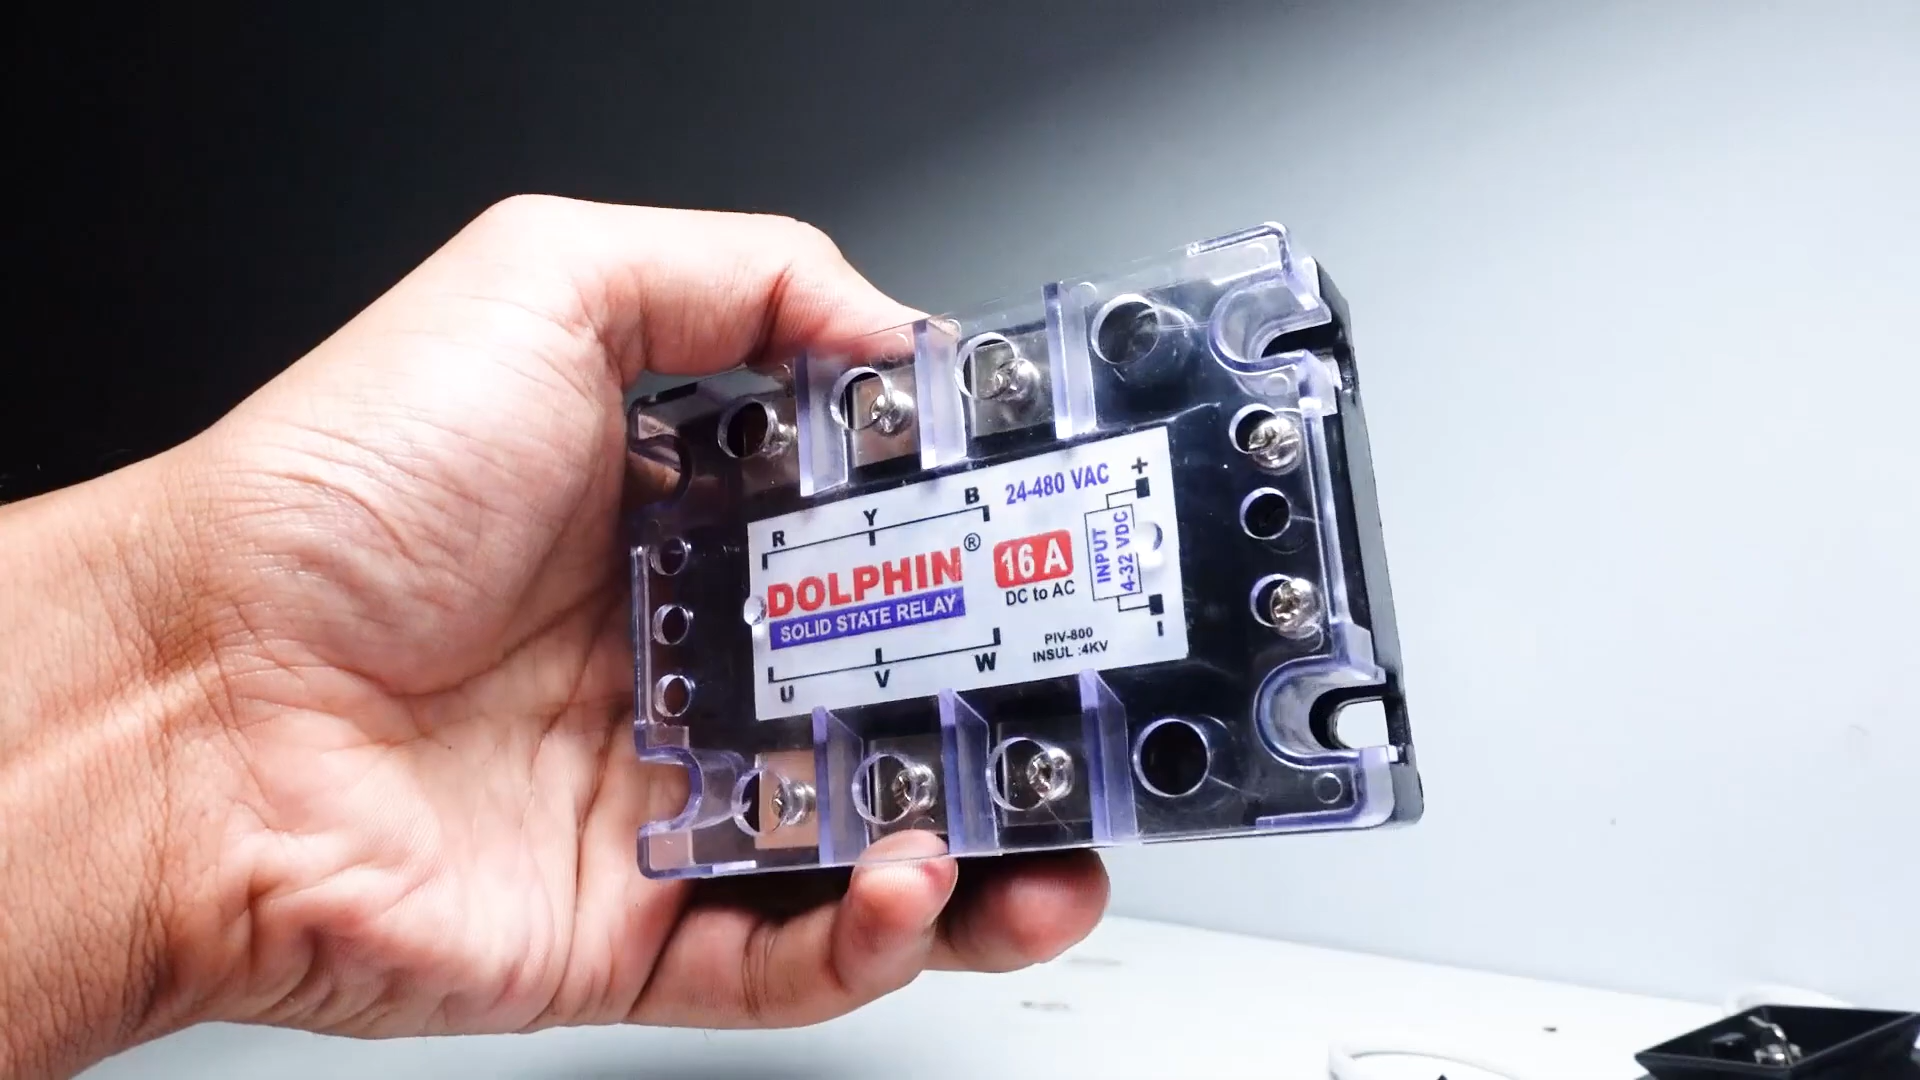 R Y B
24-480 VAC
+
DOLPHIN®
SOLID STATE RELAY
16 A
DC to AC
INPUT
4-32 VDC
-
PIV-800
INSUL :4KV
U V W